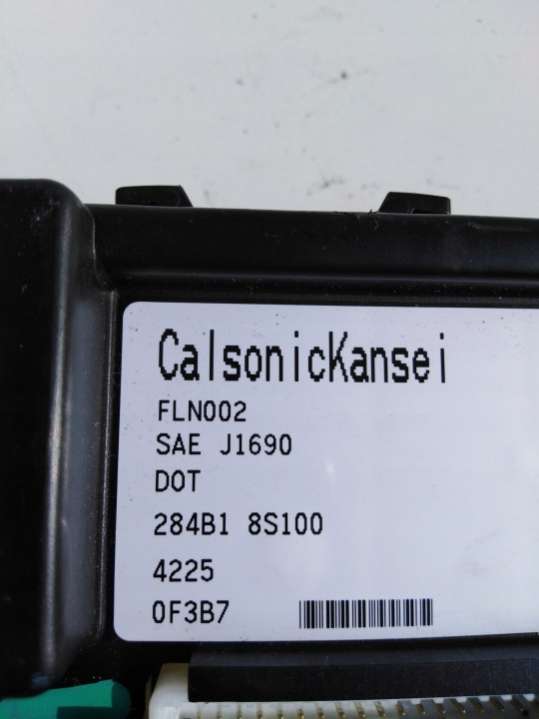 CalsonicKansei
FLN002
SAE J1690
DOT
284B1 8S100
4225
0F3B7